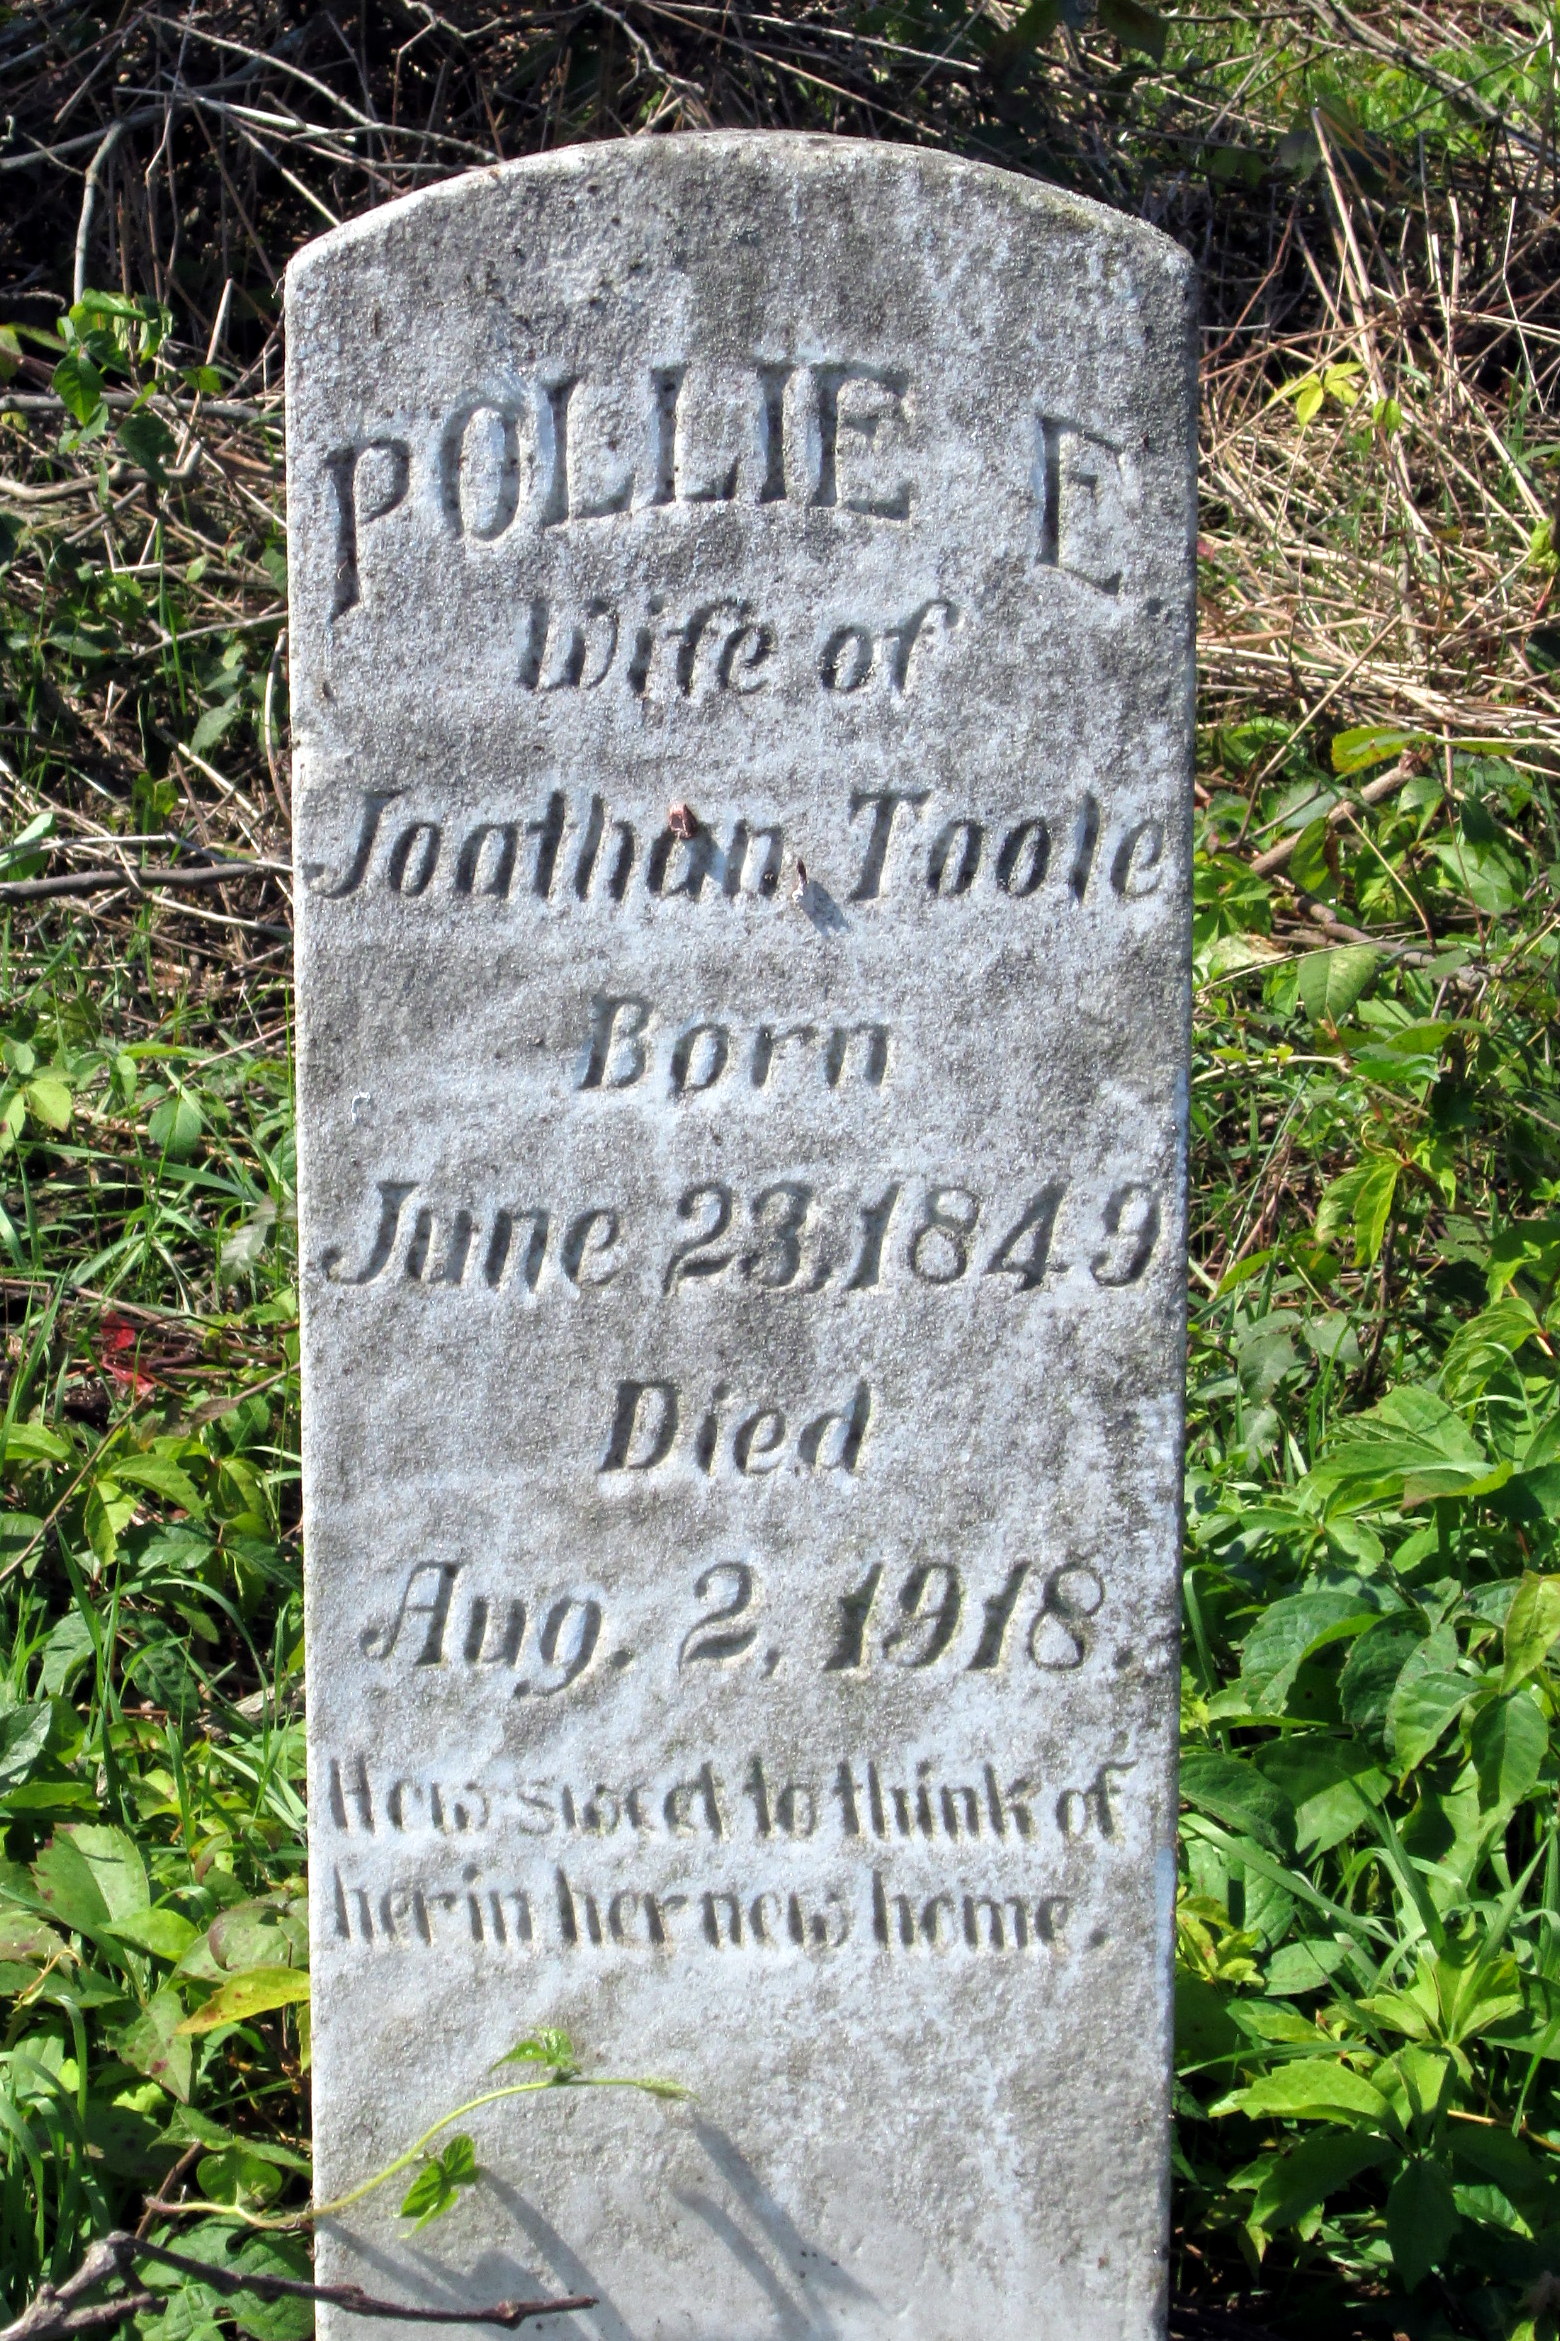 POLLIE E
Wife of
Joathan Toole
Born
June 23, 1849
Died
Aug. 2, 1918.
How sweet to think of
her in her new home.